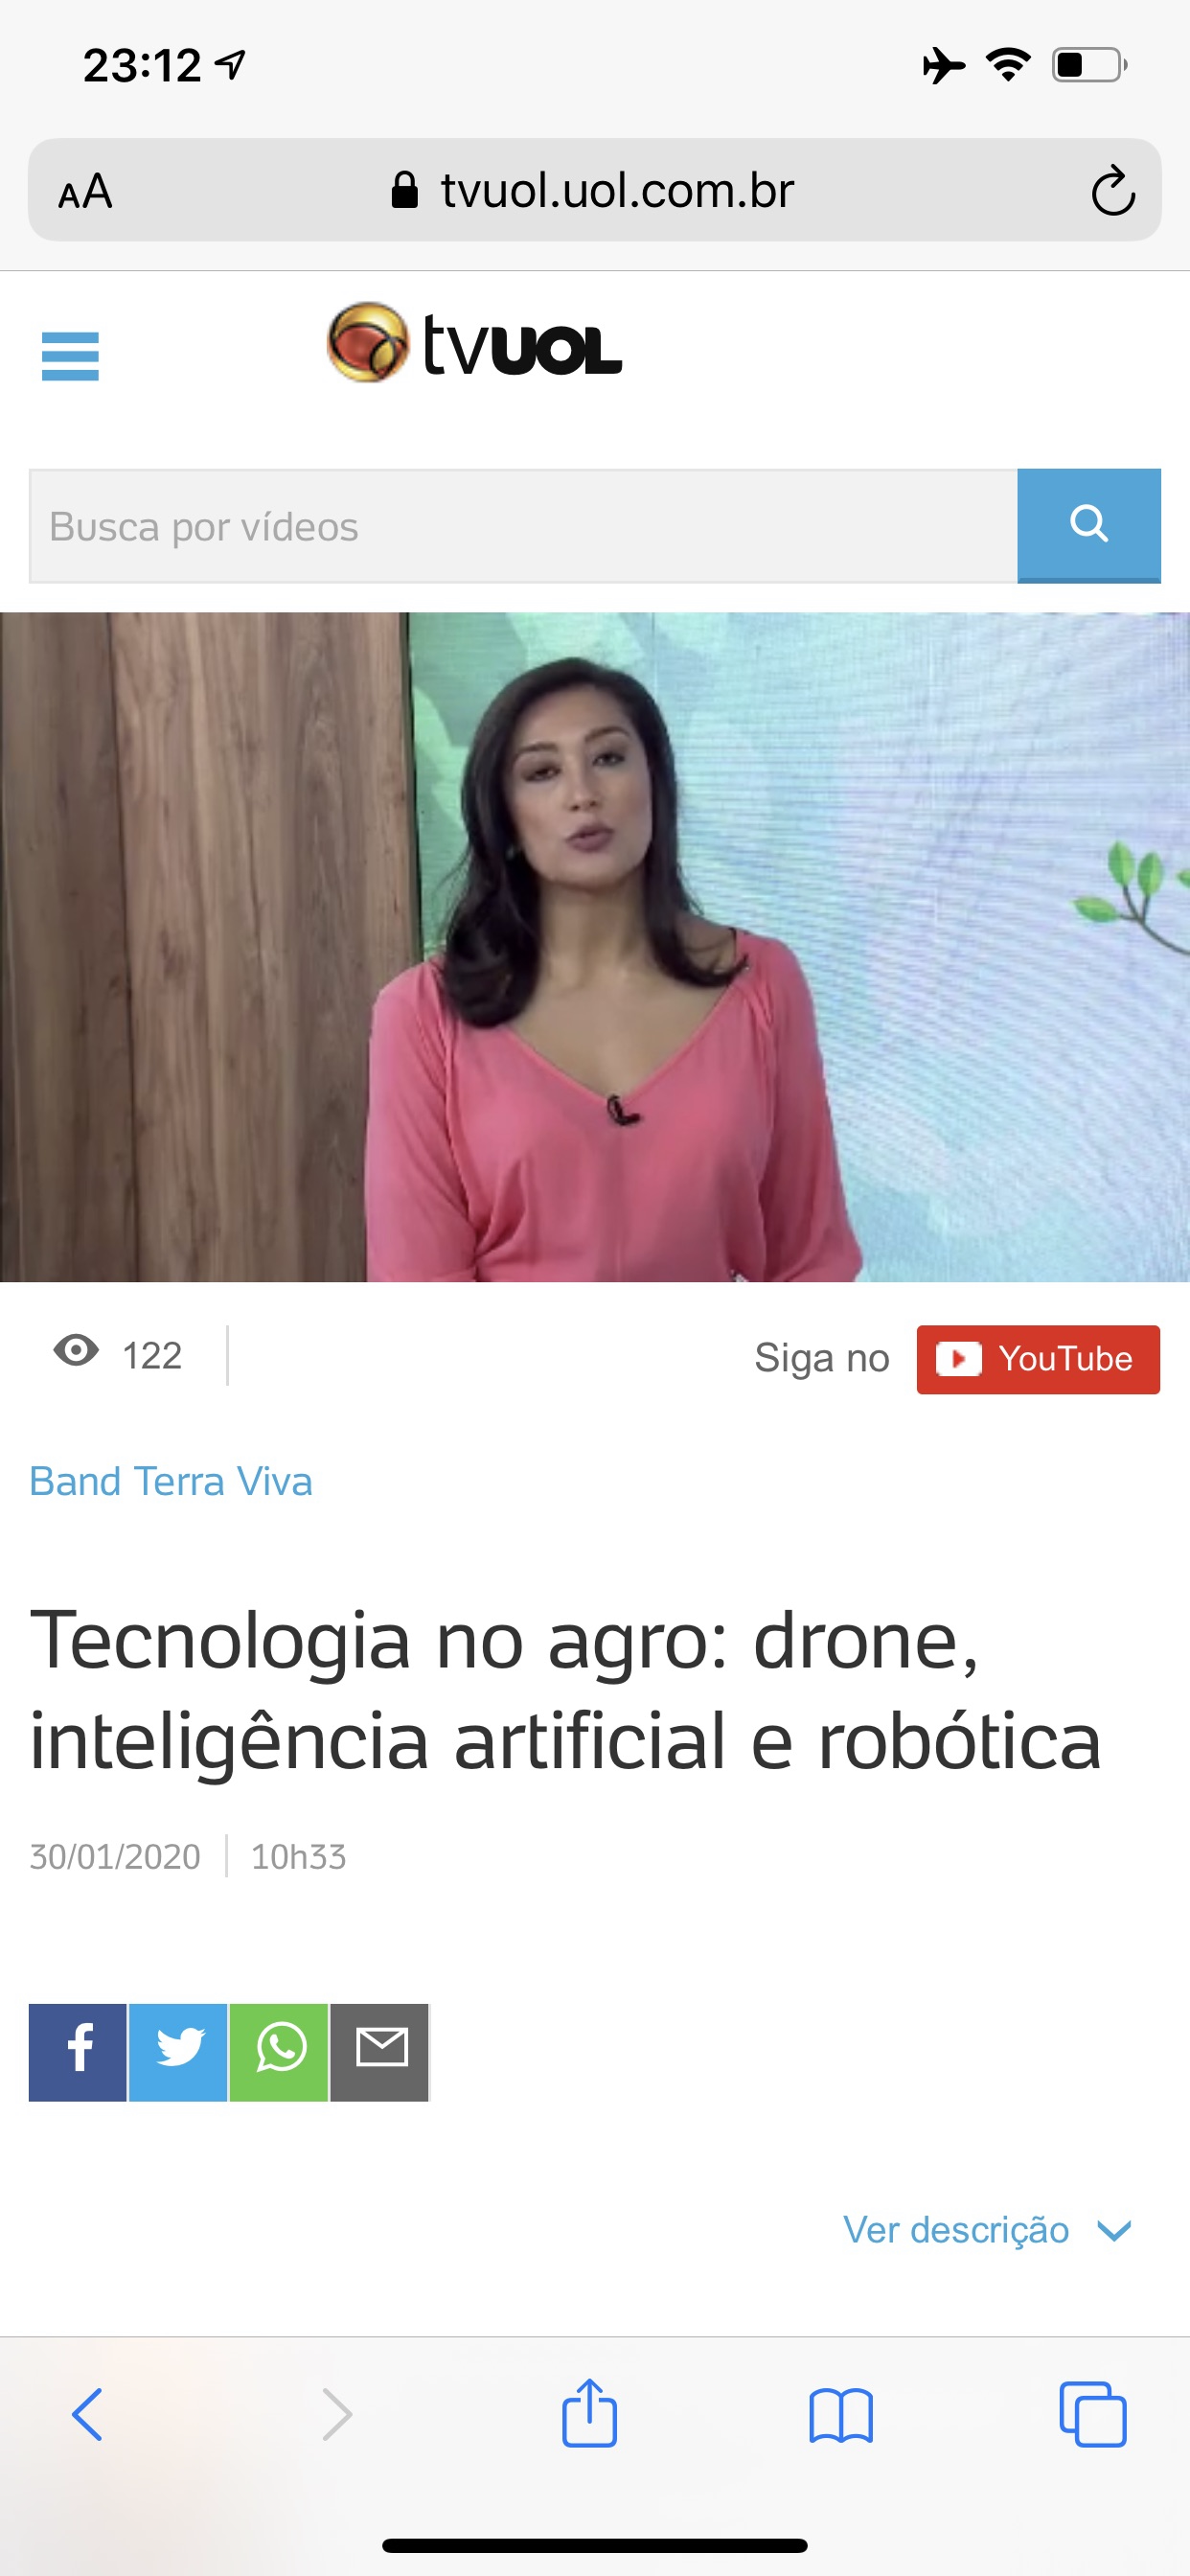 23:12
AA tvuol.uol.com.br
tvUOL
Busca por vídeos
122
Siga no YouTube
Band Terra Viva
Tecnologia no agro: drone,
inteligência artificial e robótica
30/01/2020 10h33
Ver descrição